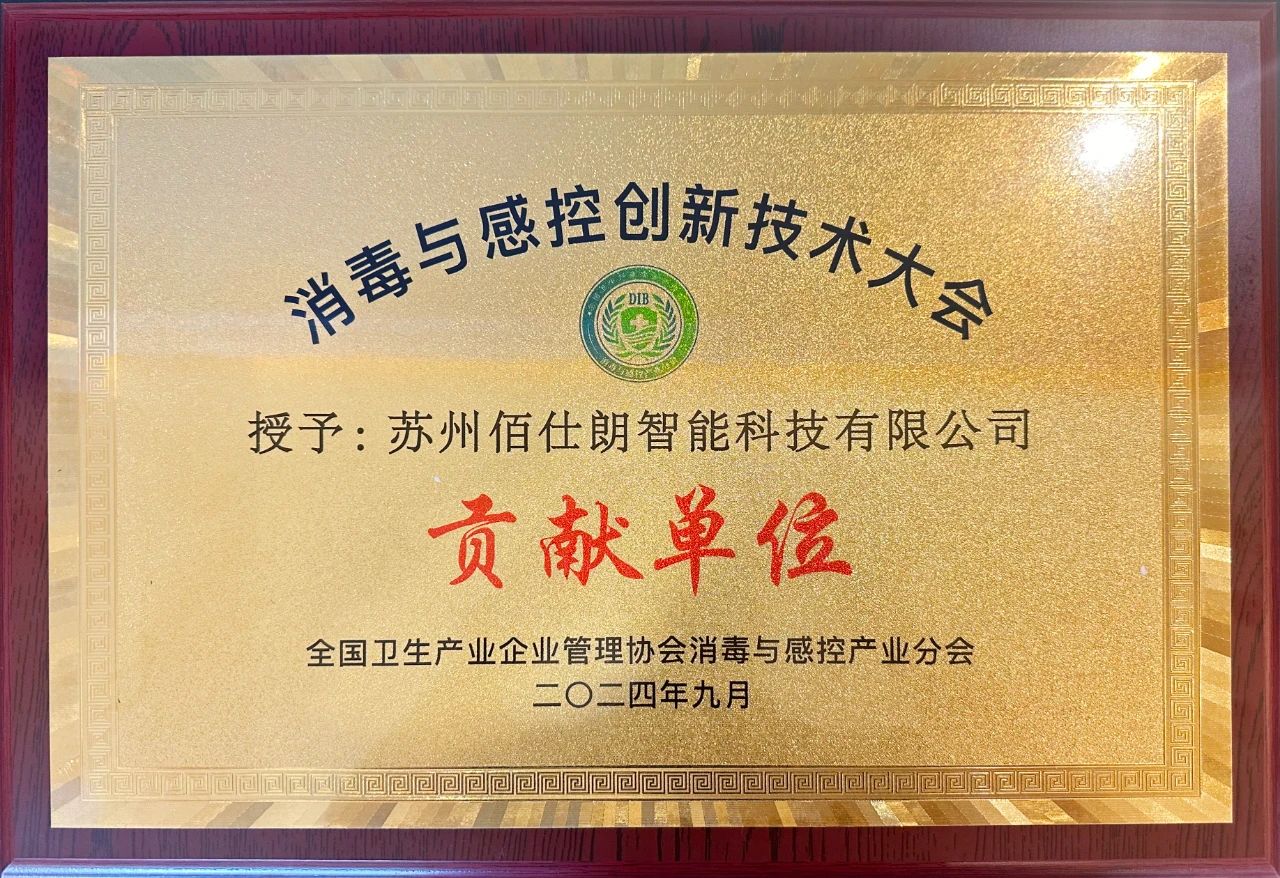 消毒与感控创新技术大会
DIB
授予：苏州佰仕朗智能科技有限公司
贡献单位
全国卫生产业企业管理协会消毒与感控产业分会
二〇二四年九月